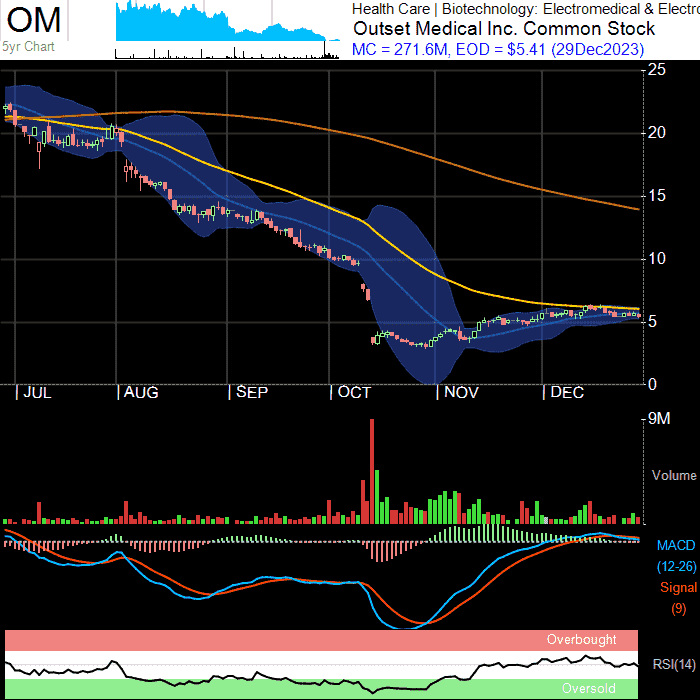 OM
5yr Chart
Health Care | Biotechnology: Electromedical & Electro
Outset Medical Inc. Common Stock
MC = 271.6M, EOD = $5.41 (29Dec2023)
25
20
15
10
5
0
| JUL | AUG | SEP | OCT | NOV | DEC
9M
Volume
MACD
(12-26)
Signal
(9)
Overbought
RSI(14)
Oversold